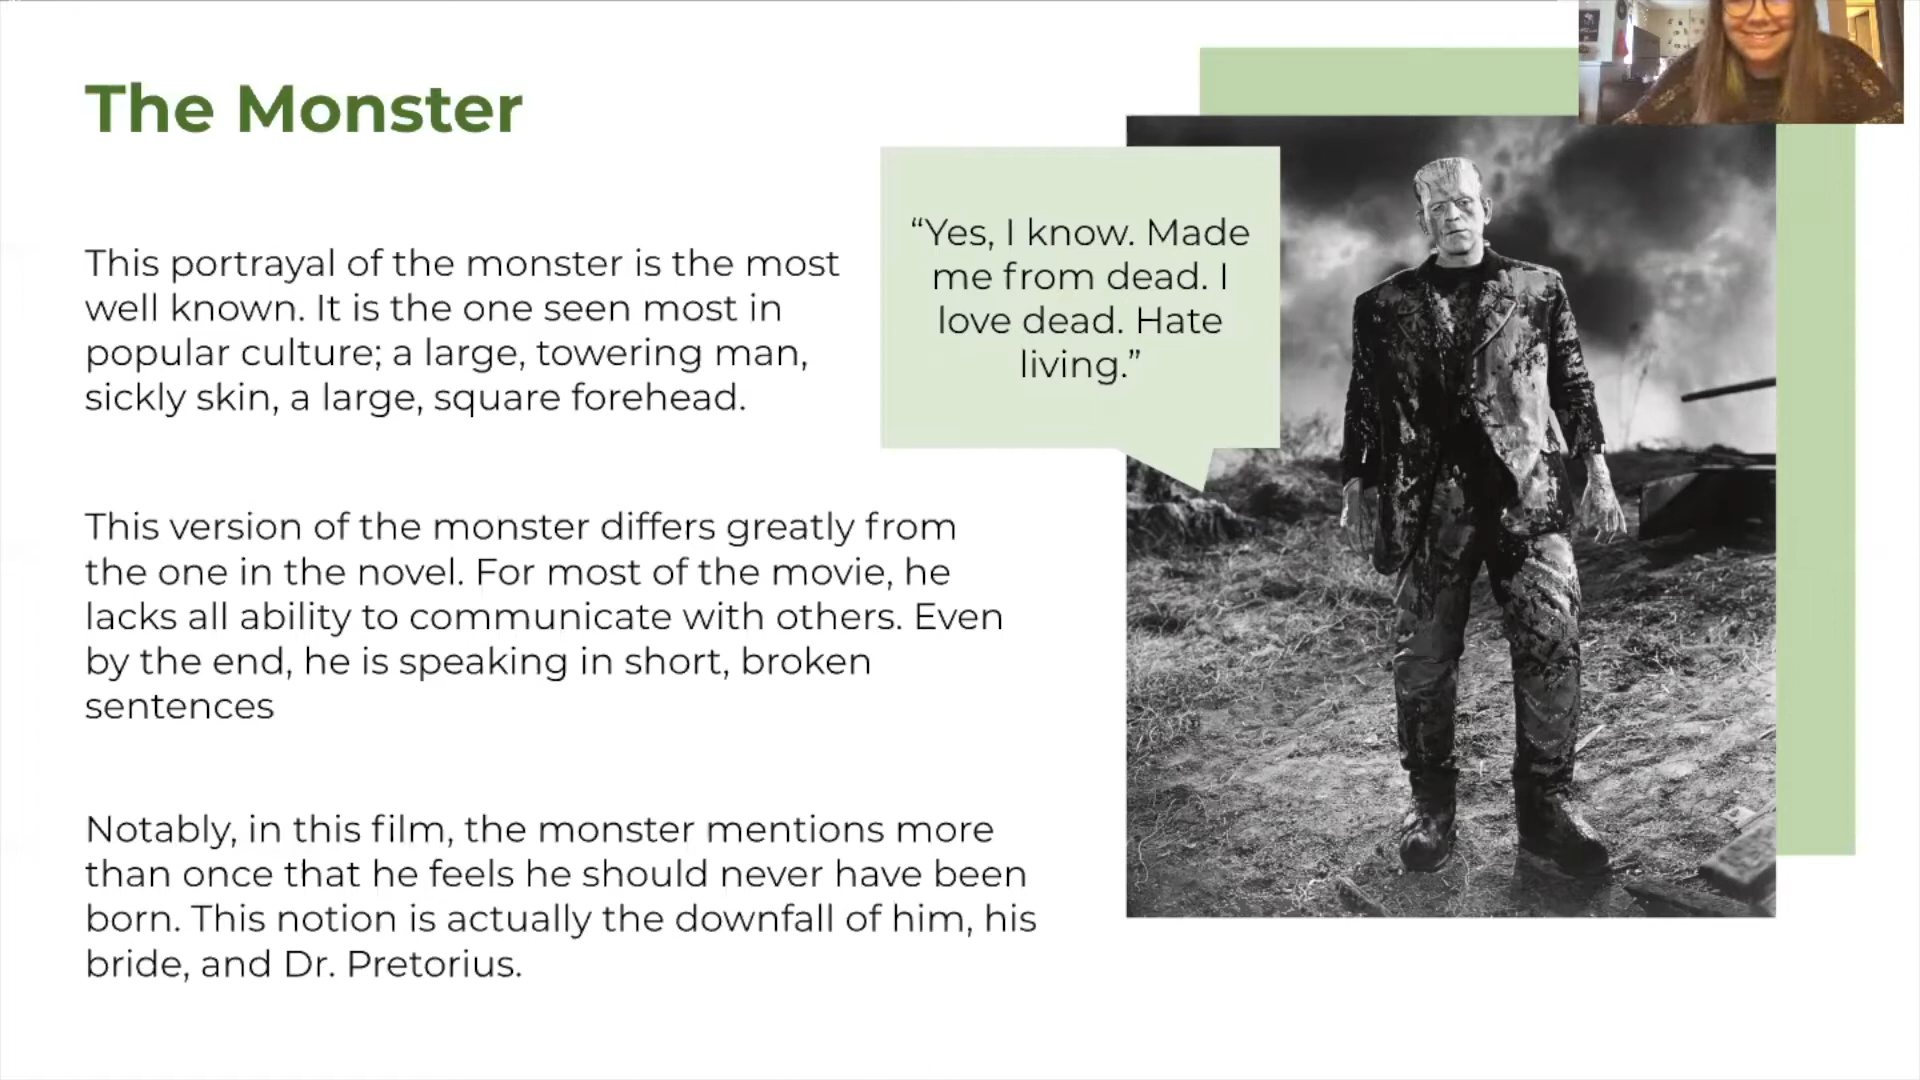 The Monster
This portrayal of the monster is the most
well known. It is the one seen most in
popular culture; a large, towering man,
sickly skin, a large, square forehead.
“Yes, I know. Made
me from dead. I
love dead. Hate
living.”
This version of the monster differs greatly from
the one in the novel. For most of the movie, he
lacks all ability to communicate with others. Even
by the end, he is speaking in short, broken
sentences
Notably, in this film, the monster mentions more
than once that he feels he should never have been
born. This notion is actually the downfall of him, his
bride, and Dr. Pretorius.